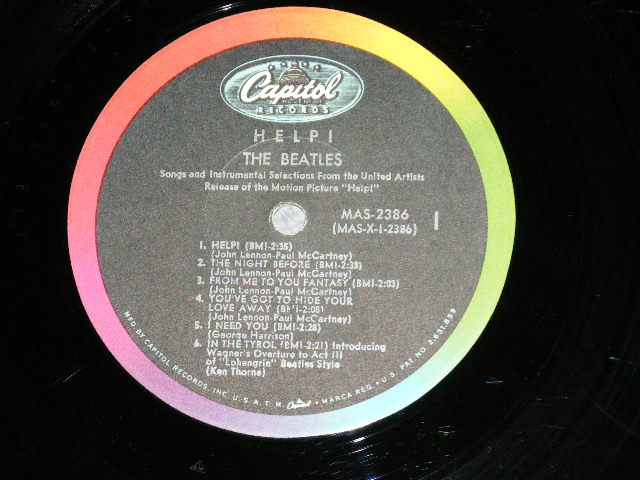 Capitol
RECORDS
HELP!
THE BEATLES
Songs and Instrumental Selections From the United Artists
Release of the Motion Picture "Help!"
MAS-2386
(MAS-X-1-2386)
1
1. HELP! (BMI-2:35)
(John Lennon-Paul McCartney)
2. THE NIGHT BEFORE (BMI-2:33)
(John Lennon-Paul McCartney)
3. FROM ME TO YOU FANTASY (BMI-2:03)
(John Lennon-Paul McCartney)
4. YOU'VE GOT TO HIDE YOUR
LOVE AWAY (BMI-2:08)
(John Lennon-Paul McCartney)
5. I NEED YOU (BMI-2:28)
(George Harrison)
6. IN THE TYROL (BMI-2:21) Introducing
Wagner's Overture to Act III
of "Lohengrin" Beatles Style
(Ken Thorne)
MFD. BY CAPITOL RECORDS, INC. U.S.A. T.M. Capitol MARCA REG. • U.S. PAT. NO. 2,631,859